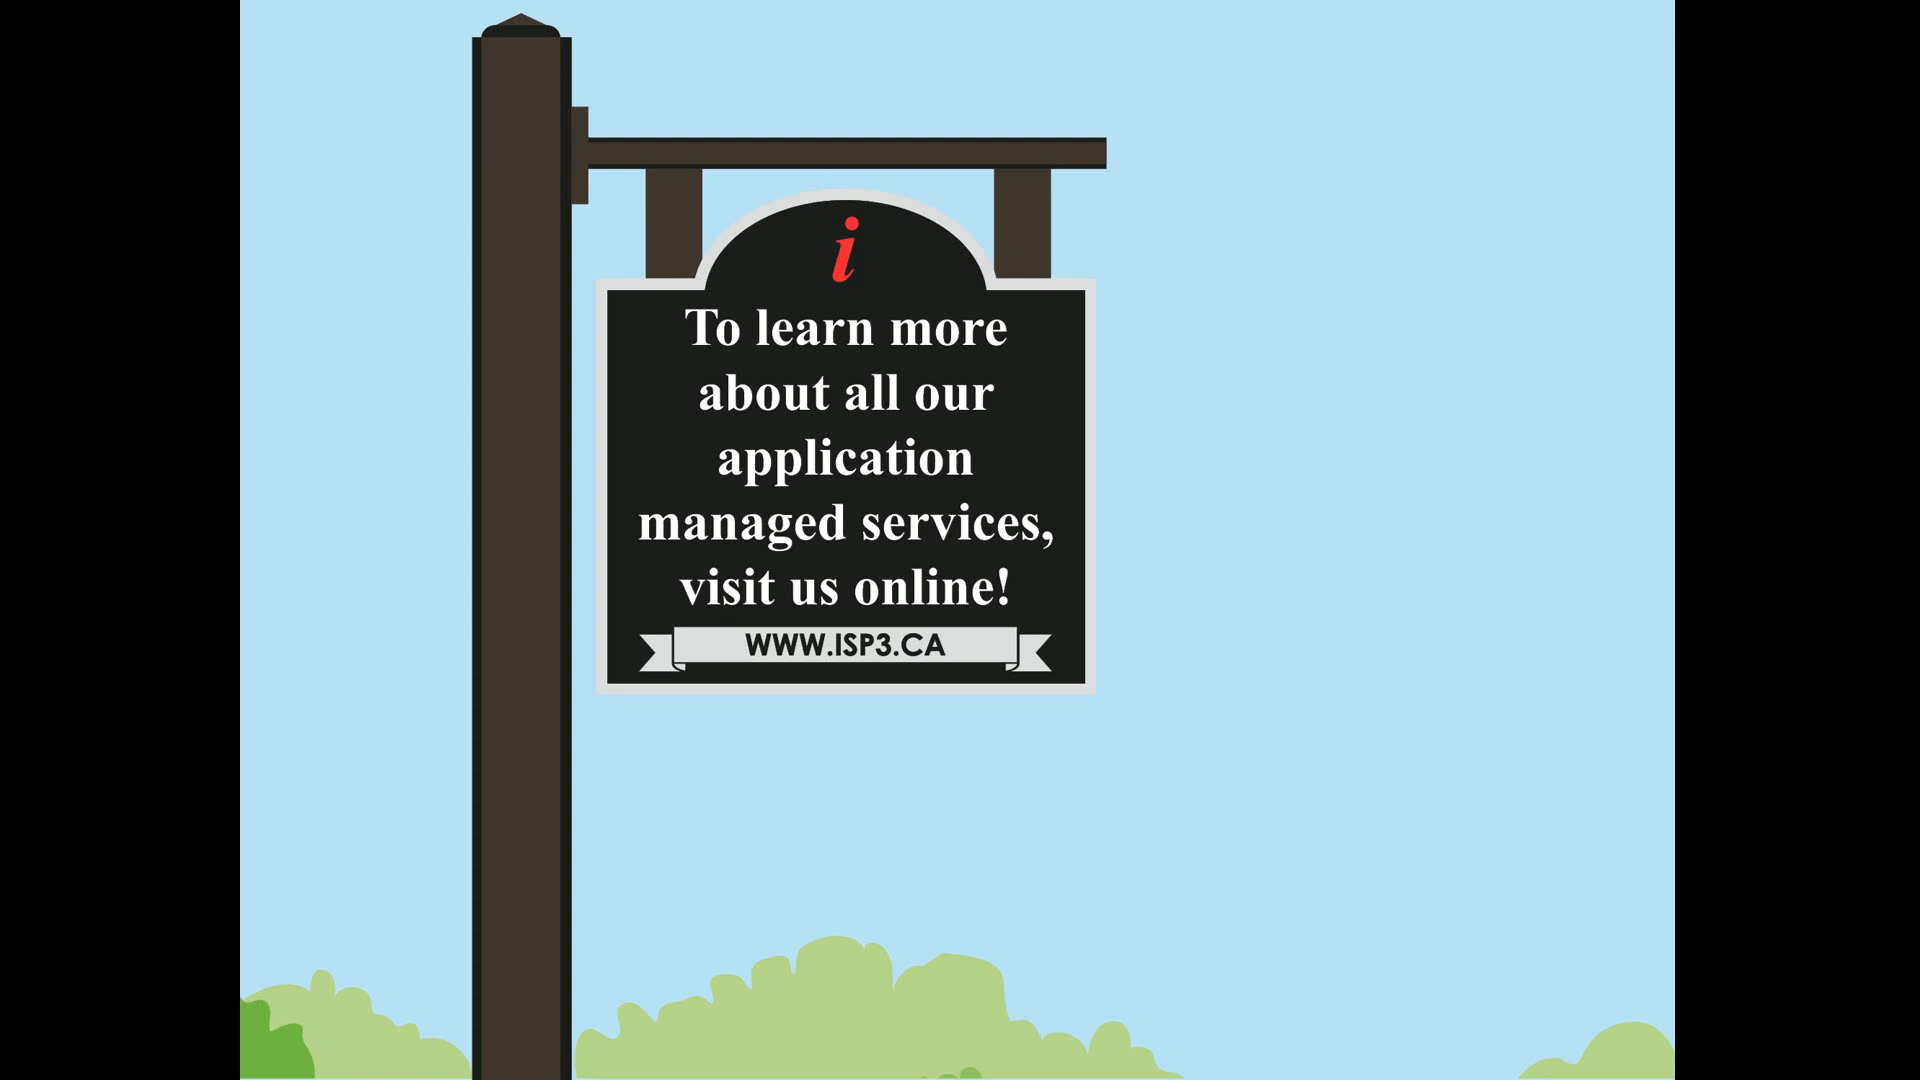 i
To learn more
about all our
application
managed services,
visit us online!
WWW.ISP3.CA